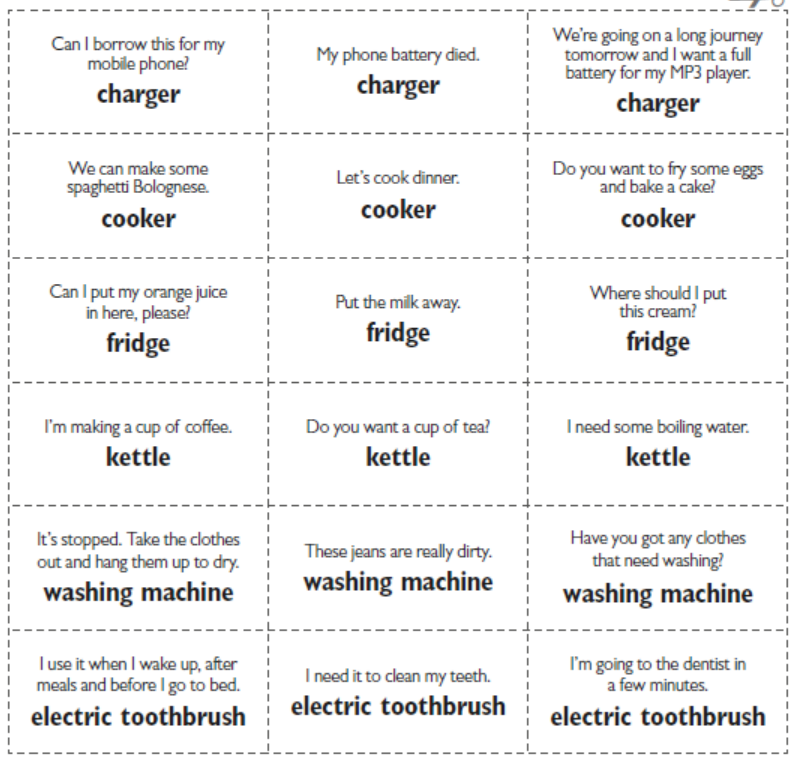 Can I borrow this for my
mobile phone?
charger
My phone battery died.
charger
We're going on a long journey
tomorrow and I want a full
battery for my MP3 player.
charger
We can make some
spaghetti Bolognese.
cooker
Let's cook dinner.
cooker
Do you want to fry some eggs
and bake a cake?
cooker
Can I put my orange juice
in here, please?
fridge
Put the milk away.
fridge
Where should I put
this cream?
fridge
I'm making a cup of coffee.
kettle
Do you want a cup of tea?
kettle
I need some boiling water.
kettle
It's stopped. Take the clothes
out and hang them up to dry.
washing machine
These jeans are really dirty.
washing machine
Have you got any clothes
that need washing?
washing machine
I use it when I wake up, after
meals and before I go to bed.
electric toothbrush
I need it to clean my teeth.
electric toothbrush
I'm going to the dentist in
a few minutes.
electric toothbrush